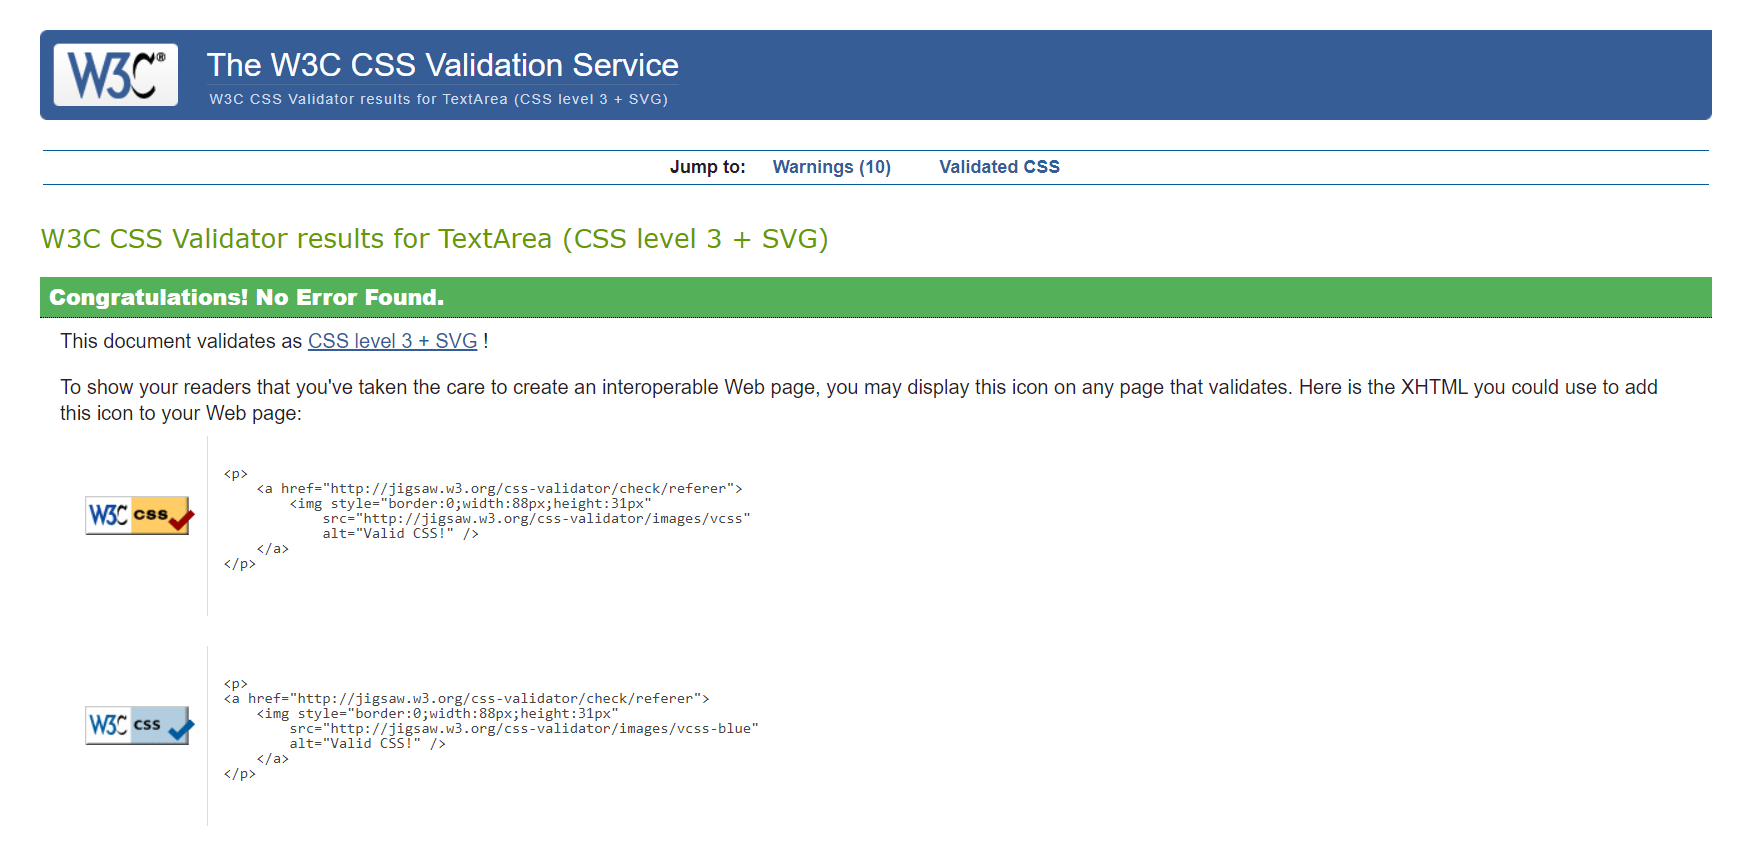 W3C®
The W3C CSS Validation Service
W3C CSS Validator results for TextArea (CSS level 3 + SVG)
Jump to: Warnings (10) Validated CSS
W3C CSS Validator results for TextArea (CSS level 3 + SVG)
Congratulations! No Error Found.
This document validates as CSS level 3 + SVG !
To show your readers that you've taken the care to create an interoperable Web page, you may display this icon on any page that validates. Here is the XHTML you could use to add
this icon to your Web page:
W3C css
<p>
    <a href="http://jigsaw.w3.org/css-validator/check/referer">
        <img style="border:0;width:88px;height:31px"
            src="http://jigsaw.w3.org/css-validator/images/vcss"
            alt="Valid CSS!" />
    </a>
</p>
W3C css
<p>
<a href="http://jigsaw.w3.org/css-validator/check/referer">
    <img style="border:0;width:88px;height:31px"
        src="http://jigsaw.w3.org/css-validator/images/vcss-blue"
        alt="Valid CSS!" />
    </a>
</p>